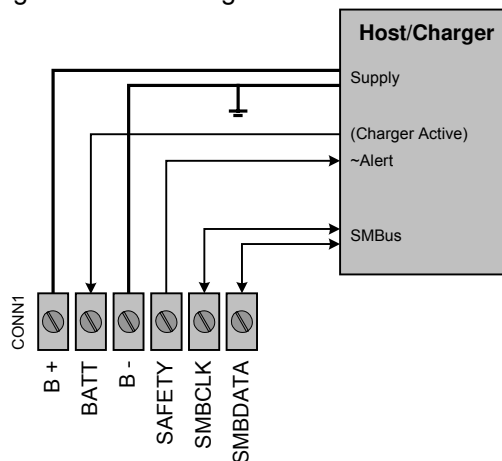 Host/Charger
Supply
(Charger Active)
~Alert
SMBus
CONN1
B +
BATT
B -
SAFETY
SMBCLK
SMBDATA